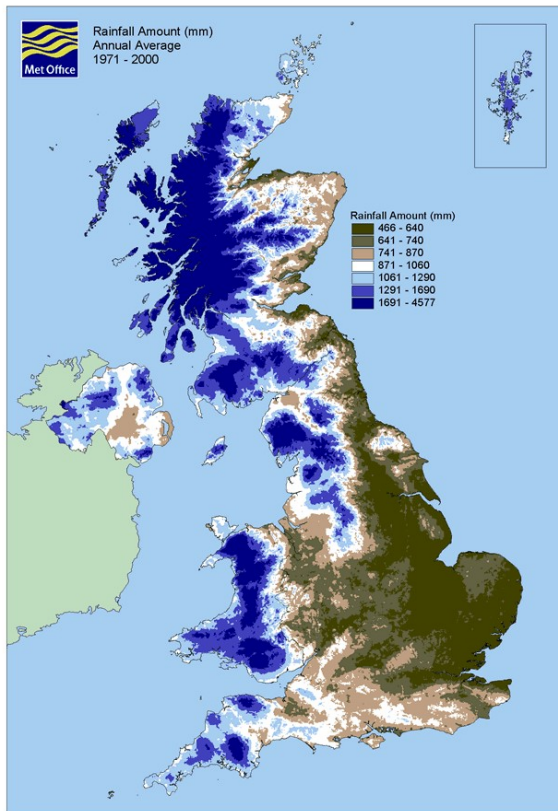 Met Office
Rainfall Amount (mm)
Annual Average
1971 - 2000
Rainfall Amount (mm)
466 - 640
641 - 740
741 - 870
871 - 1060
1061 - 1290
1291 - 1690
1691 - 4577